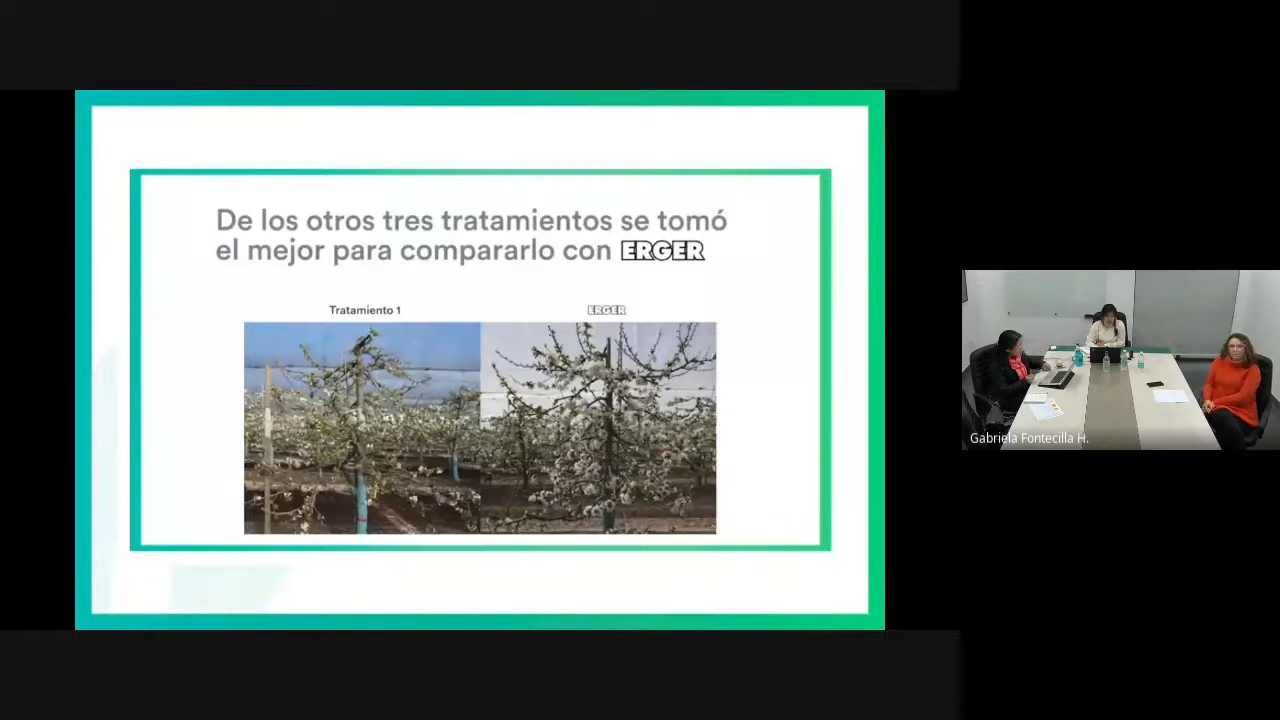 De los otros tres tratamientos se tomó
el mejor para compararlo con ERGER
Tratamiento 1
ERGER
Gabriela Fontecilla H.